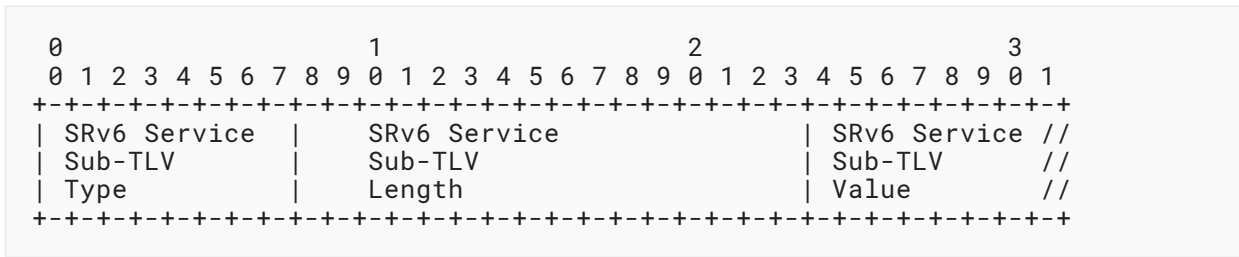 0                   1                   2                   3
 0 1 2 3 4 5 6 7 8 9 0 1 2 3 4 5 6 7 8 9 0 1 2 3 4 5 6 7 8 9 0 1
+-+-+-+-+-+-+-+-+-+-+-+-+-+-+-+-+-+-+-+-+-+-+-+-+-+-+-+-+-+-+-+-+
| SRv6 Service  |    SRv6 Service               | SRv6 Service //
| Sub-TLV       |    Sub-TLV                    | Sub-TLV      //
| Type          |    Length                     | Value        //
+-+-+-+-+-+-+-+-+-+-+-+-+-+-+-+-+-+-+-+-+-+-+-+-+-+-+-+-+-+-+-+-+